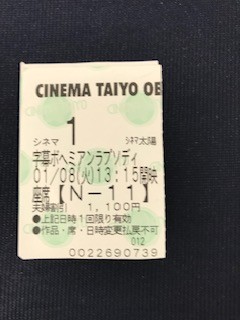 CINEMA TAIYO OB
シネマ 1 シネマ太陽
字幕ボヘミアンラプソディ
01/08(火)13:15開映
座席【N-11】
夫婦割引 1,100円
●上記日時1回限り有効
●作品・席・日時変更払戻不可
012
0022690739